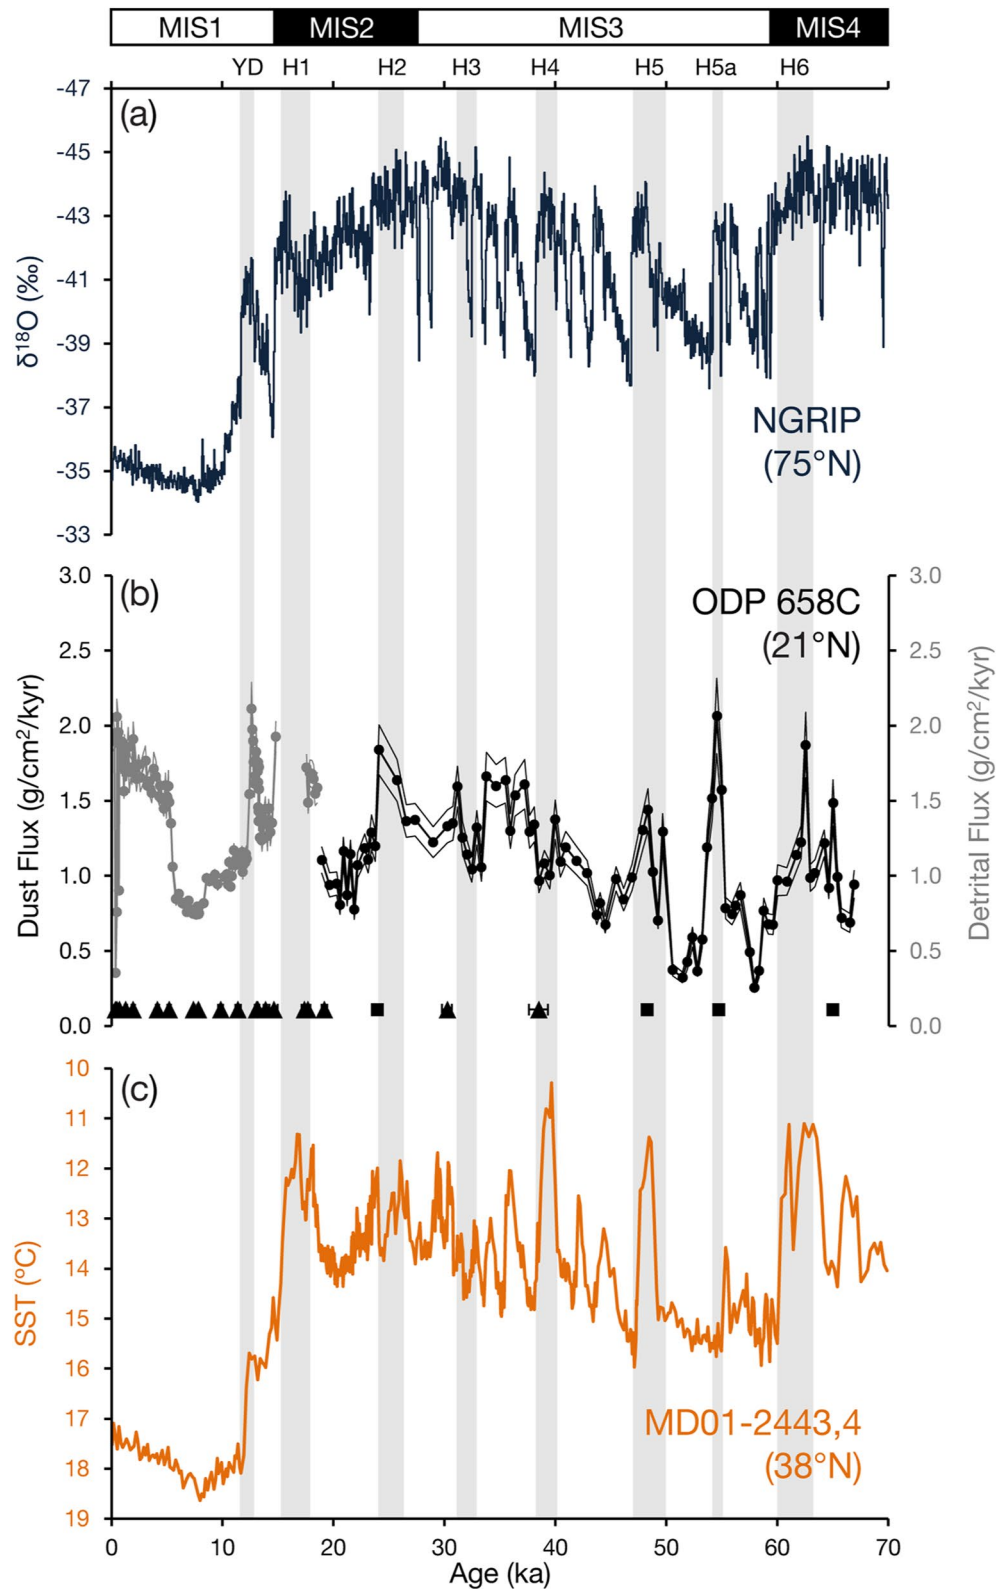 MIS1 MIS2 MIS3 MIS4
YD H1 H2 H3 H4 H5 H5a H6
(a)
-47
-45
-43
-41
-39
-37
-35
-33
δ¹⁸O (‰)
NGRIP
(75°N)
(b)
3.0
2.5
2.0
1.5
1.0
0.5
0.0
Dust Flux (g/cm²/kyr)
ODP 658C
(21°N)
3.0
2.5
2.0
1.5
1.0
0.5
0.0
Detrital Flux (g/cm²/kyr)
(c)
10
11
12
13
14
15
16
17
18
19
SST (°C)
MD01-2443,4
(38°N)
0 10 20 30 40 50 60 70
Age (ka)